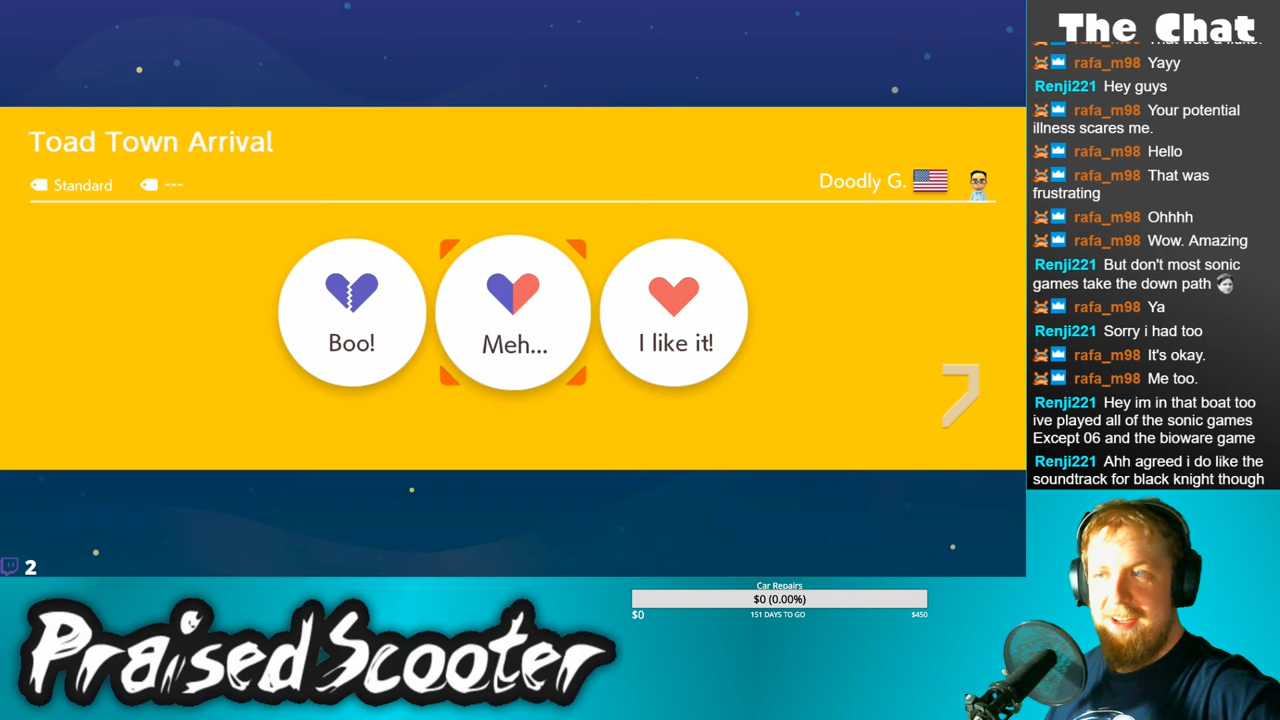 Toad Town Arrival
Standard ---
Doodly G.
Boo!
Meh...
I like it!
2
PraisedScooter
Car Repairs
$0 (0.00%)
$0 151 DAYS TO GO $450
The Chat
rafa_m98 Yayy
Renji221 Hey guys
rafa_m98 Your potential
illness scares me.
rafa_m98 Hello
rafa_m98 That was
frustrating
rafa_m98 Ohhhh
rafa_m98 Wow. Amazing
Renji221 But don't most sonic
games take the down path
rafa_m98 Ya
Renji221 Sorry i had too
rafa_m98 It's okay.
rafa_m98 Me too.
Renji221 Hey im in that boat too
ive played all of the sonic games
Except 06 and the bioware game
Renji221 Ahh agreed i do like the
soundtrack for black knight though